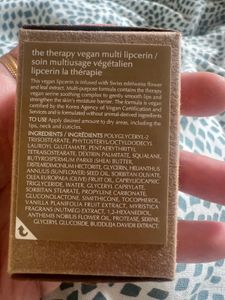 the therapy vegan multi lipcerin /
soin multiusage végétalien
lipcerin la thérapie
This vegan lipcerin is infused with Swiss edelweiss flower
and leaf extract. Multi-purpose formula contains the therapy
vegan serine soothing complex to gently smooth lips and
strengthen the skin's moisture barrier. The formula is vegan
certified by the Korea Agency of Vegan Certification and Services
and is formulated without animal-derived ingredients.
TO USE Apply desired amount to dry areas, including the
lips, neck and cuticles.
INGREDIENTS / INGRÉDIENTS: POLYGLYCERYL-2
TRIISOSTEARATE, PHYTOSTERYL/OCTYLDODECYL
LAUROYL GLUTAMATE, PENTAERYTHRITYL
TETRAISOSTEARATE, DEXTRIN PALMITATE, SQUALANE,
BUTYROSPERMUM PARKII (SHEA) BUTTER,
DISTEARDIMONIUM HECTORITE, GLYCERIN, HELIANTHUS
ANNUUS (SUNFLOWER) SEED OIL, SORBITAN OLIVATE,
OLEA EUROPAEA (OLIVE) FRUIT OIL, CAPRYLIC/CAPRIC
TRIGLYCERIDE, WATER, GLYCERYL CAPRYLATE,
SORBITAN STEARATE, PROPYLENE CARBONATE,
GLUCONOLACTONE, SIMETHICONE, TOCOPHEROL,
VANILLA PLANIFOLIA FRUIT EXTRACT, MYRISTICA
FRAGRANS (NUTMEG) EXTRACT, 1,2-HEXANEDIOL,
ANTHEMIS NOBILIS FLOWER OIL, PROTEASE, SERINE,
GLYCERYL GLUCOSIDE, BUDDLEJA DAVIDII EXTRACT.